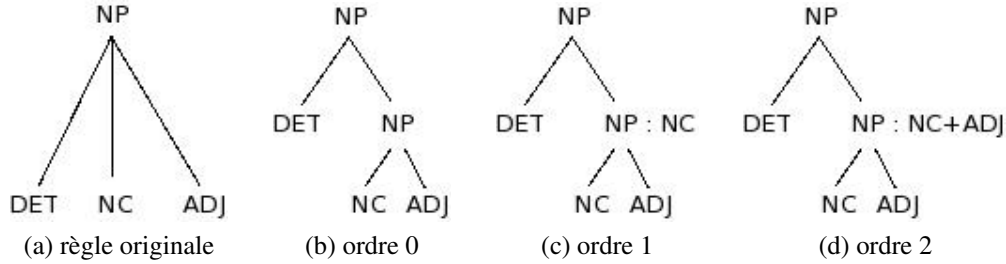 NP NP NP NP
DET NP DET NP : NC DET NP : NC+ADJ
DET NC ADJ NC ADJ NC ADJ NC ADJ
(a) règle originale (b) ordre 0 (c) ordre 1 (d) ordre 2